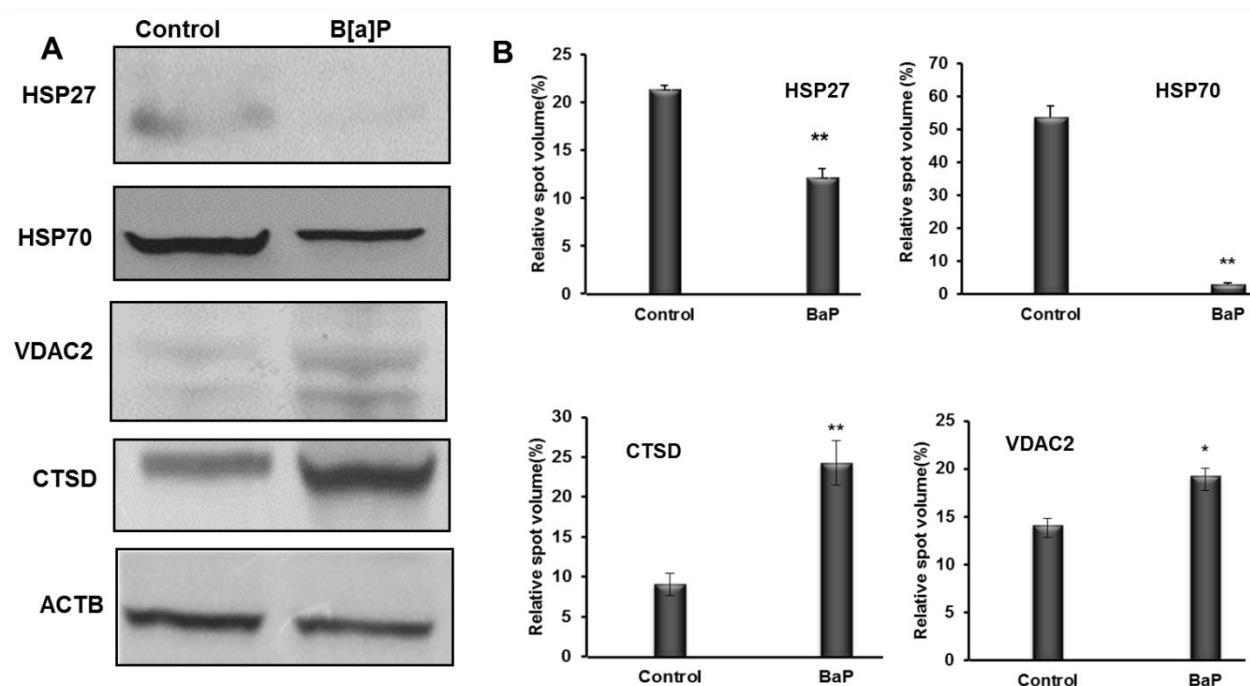 A
Control
B[a]P
HSP27
HSP70
VDAC2
CTSD
ACTB
B
Relative spot volume(%)
25
20
15
10
5
0
HSP27
**
Control
BaP
Relative spot volume (%)
70
60
50
40
30
20
10
0
HSP70
**
Control
BaP
Relative spot volume(%)
30
25
20
15
10
5
0
CTSD
**
Control
BaP
Relative spot volume(%)
25
20
15
10
5
0
VDAC2
*
Control
BaP